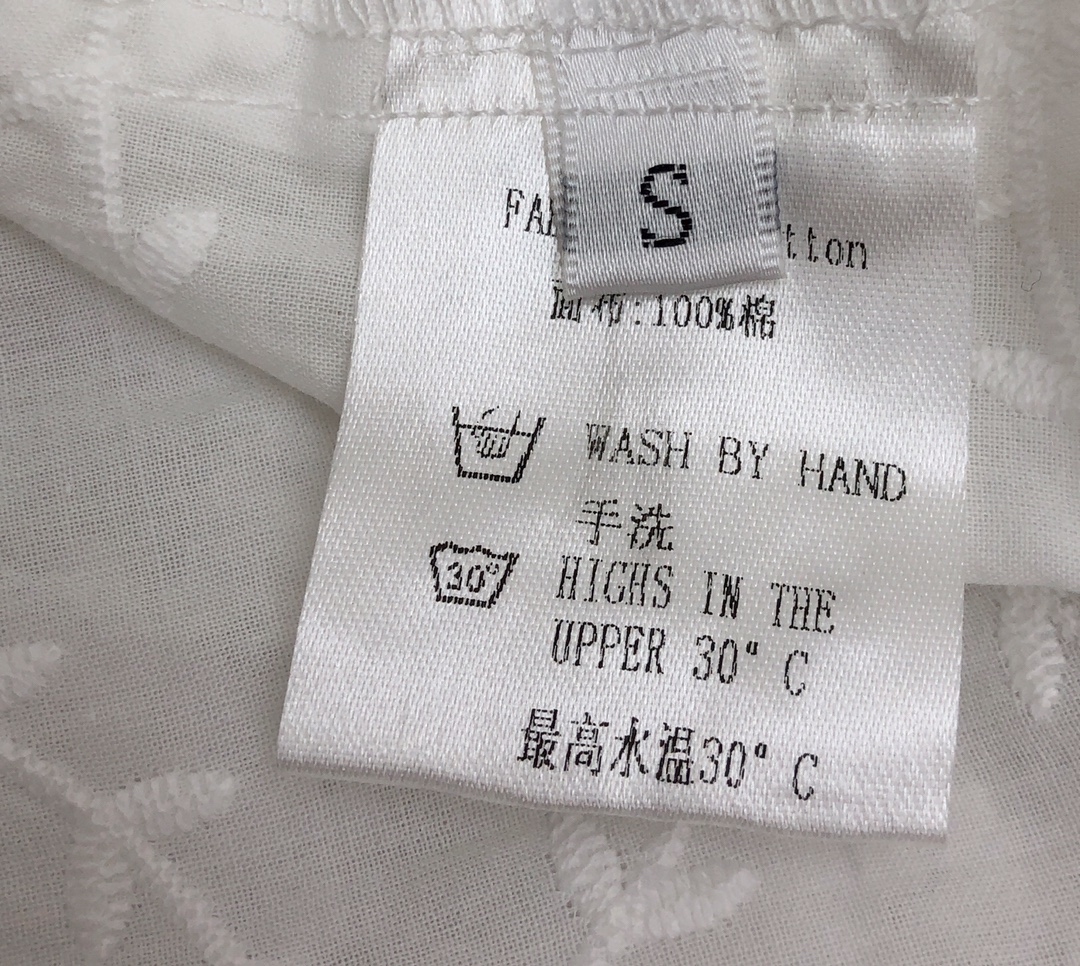 S
tton
面布:100%棉
WASH BY HAND
手洗
30°
HIGHS IN THE
UPPER 30° C
最高水温30° C